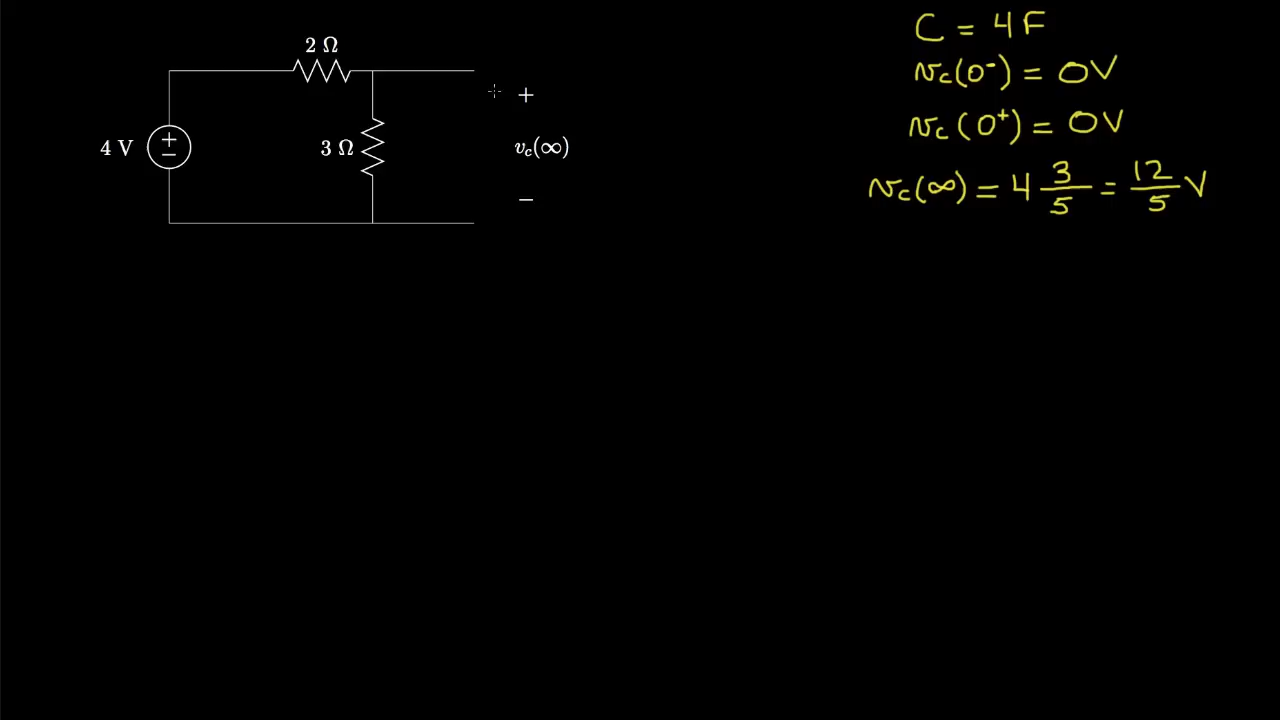 2 Ω
4 V
3 Ω
+
v_c(∞)
−
C = 4F
v_c(0⁻) = 0V
v_c(0⁺) = 0V
v_c(∞) = 4 3/5 = 12/5 V